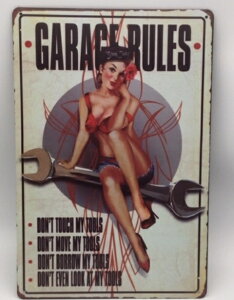 GARAGE RULES
• DON'T TOUCH MY TOOLS
• DON'T MOVE MY TOOLS
• DON'T BORROW MY TOOLS
• DON'T EVEN LOOK AT MY TOOLS